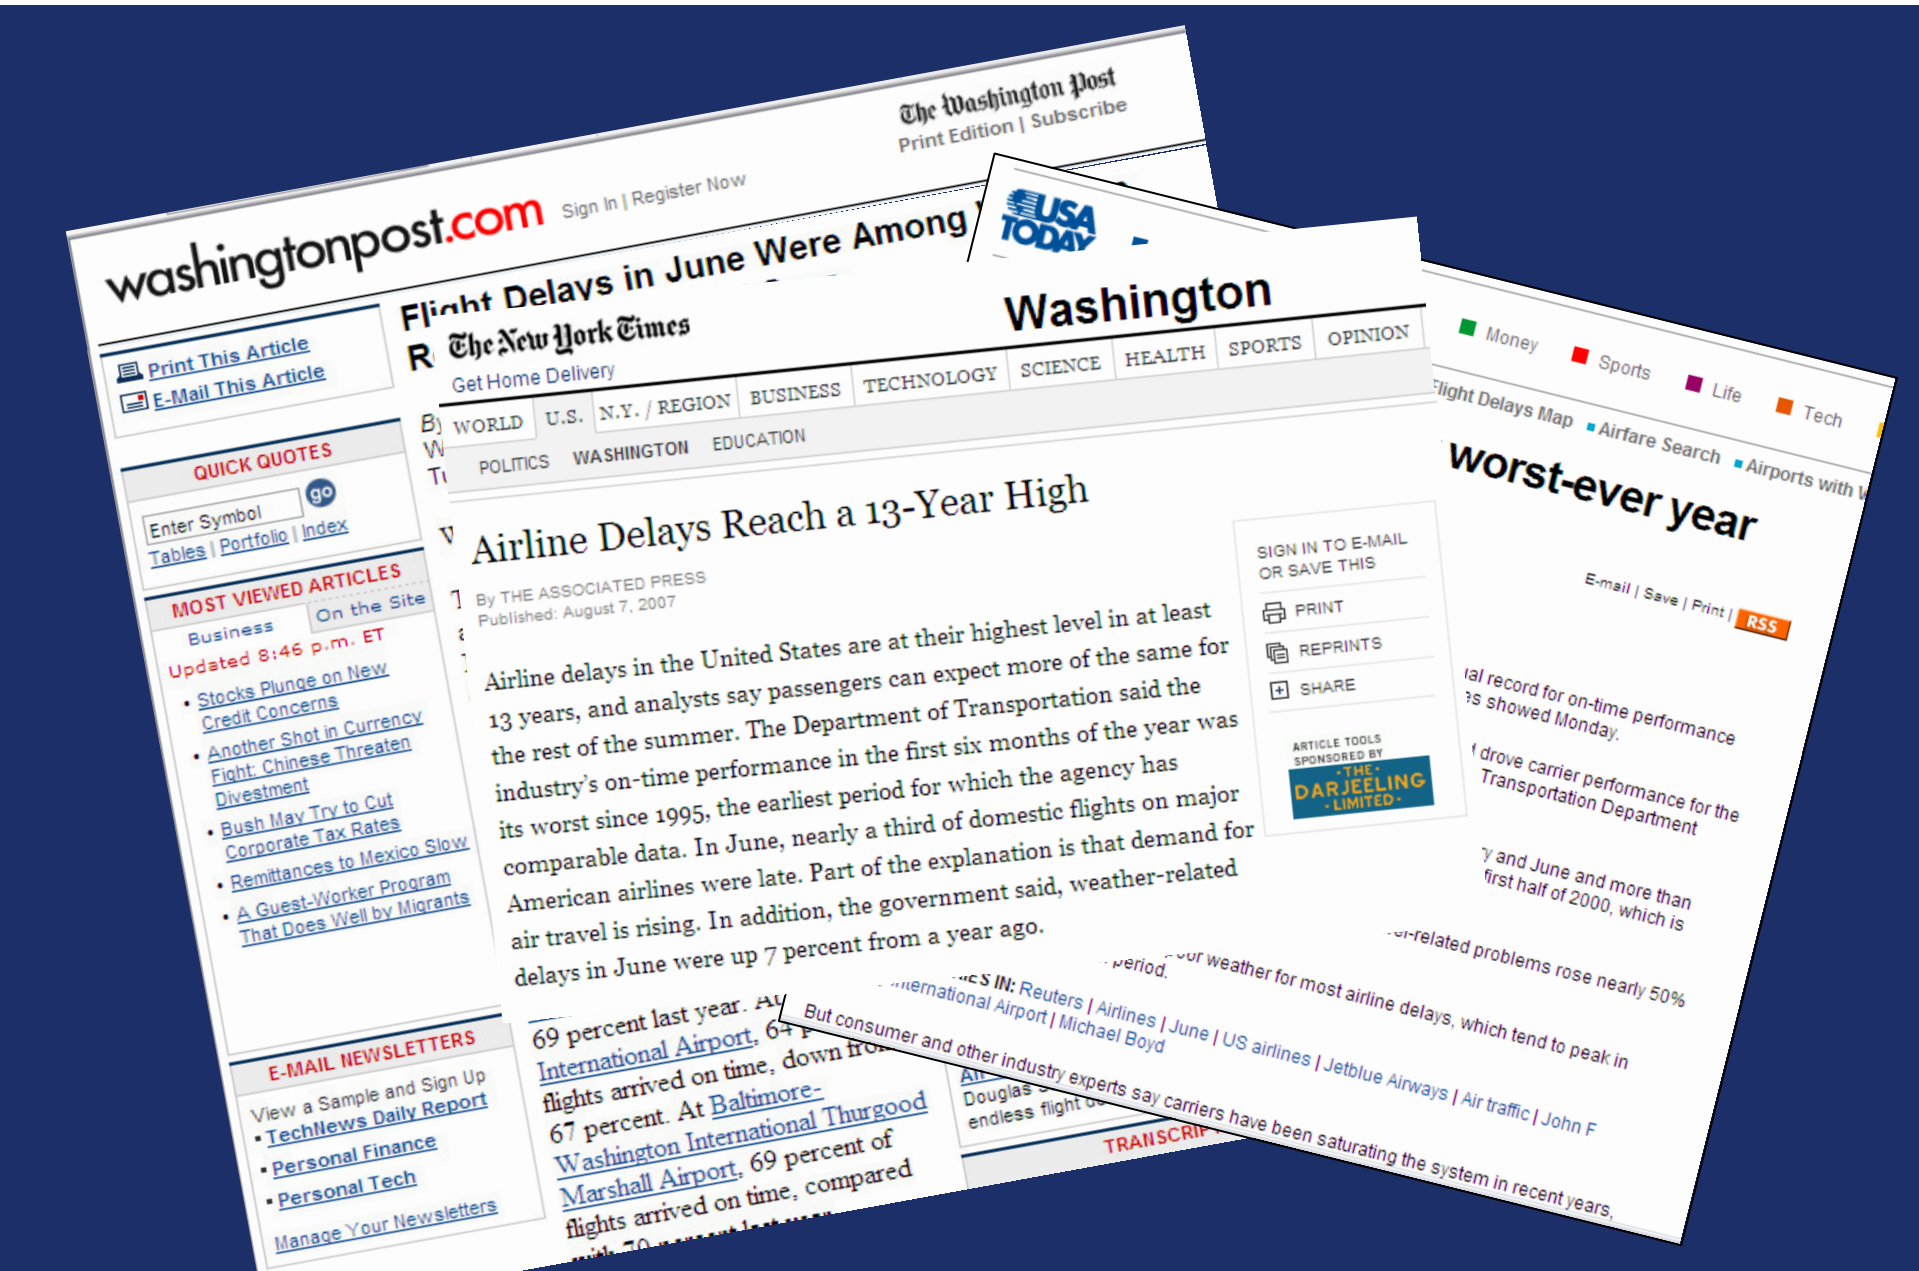 The Washington Post
Print Edition | Subscribe
washingtonpost.com Sign In | Register Now
Flight Delays in June Were Among
Print This Article
E-Mail This Article
QUICK QUOTES
Enter Symbol
go
Tables | Portfolio | Index
MOST VIEWED ARTICLES
Business On the Site
Updated 8:46 p.m. ET
• Stocks Plunge on New
Credit Concerns
• Another Shot in Currency
Fight: Chinese Threaten
Divestment
• Bush May Try to Cut
Corporate Tax Rates
• Remittances to Mexico Slow
• A Guest-Worker Program
That Does Well by Migrants
E-MAIL NEWSLETTERS
View a Sample and Sign Up
▪ TechNews Daily Report
▪ Personal Finance
▪ Personal Tech
Manage Your Newsletters
The New York Times
Get Home Delivery
Washington
WORLD U.S. N.Y. / REGION BUSINESS TECHNOLOGY SCIENCE HEALTH SPORTS OPINION
POLITICS WASHINGTON EDUCATION
Airline Delays Reach a 13-Year High
By THE ASSOCIATED PRESS
Published: August 7, 2007
Airline delays in the United States are at their highest level in at least
13 years, and analysts say passengers can expect more of the same for
the rest of the summer. The Department of Transportation said the
industry's on-time performance in the first six months of the year was
its worst since 1995, the earliest period for which the agency has
comparable data. In June, nearly a third of domestic flights on major
American airlines were late. Part of the explanation is that demand for
air travel is rising. In addition, the government said, weather-related
delays in June were up 7 percent from a year ago.
SIGN IN TO E-MAIL
OR SAVE THIS
PRINT
REPRINTS
SHARE
ARTICLE TOOLS
SPONSORED BY
·THE·
DARJEELING
·LIMITED·
69 percent last year. At
International Airport, 64
flights arrived on time, down from
67 percent. At Baltimore-
Washington International Thurgood
Marshall Airport, 69 percent of
flights arrived on time, compared
with 70 percent last
Douglas
endless flight
TRANSCRIPT
USA
TODAY
Money Sports Life Tech
Flight Delays Map ▪ Airfare Search ▪ Airports with
worst-ever year
E-mail | Save | Print | RSS
record for on-time performance
showed Monday.
drove carrier performance for the
Transportation Department
and June and more than
first half of 2000, which is
-related problems rose nearly 50%
period.
weather for most airline delays, which tend to peak in
IN: Reuters | Airlines | June | US airlines | Jetblue Airways | Air traffic | John F
International Airport | Michael Boyd
But consumer and other industry experts say carriers have been saturating the system in recent years,